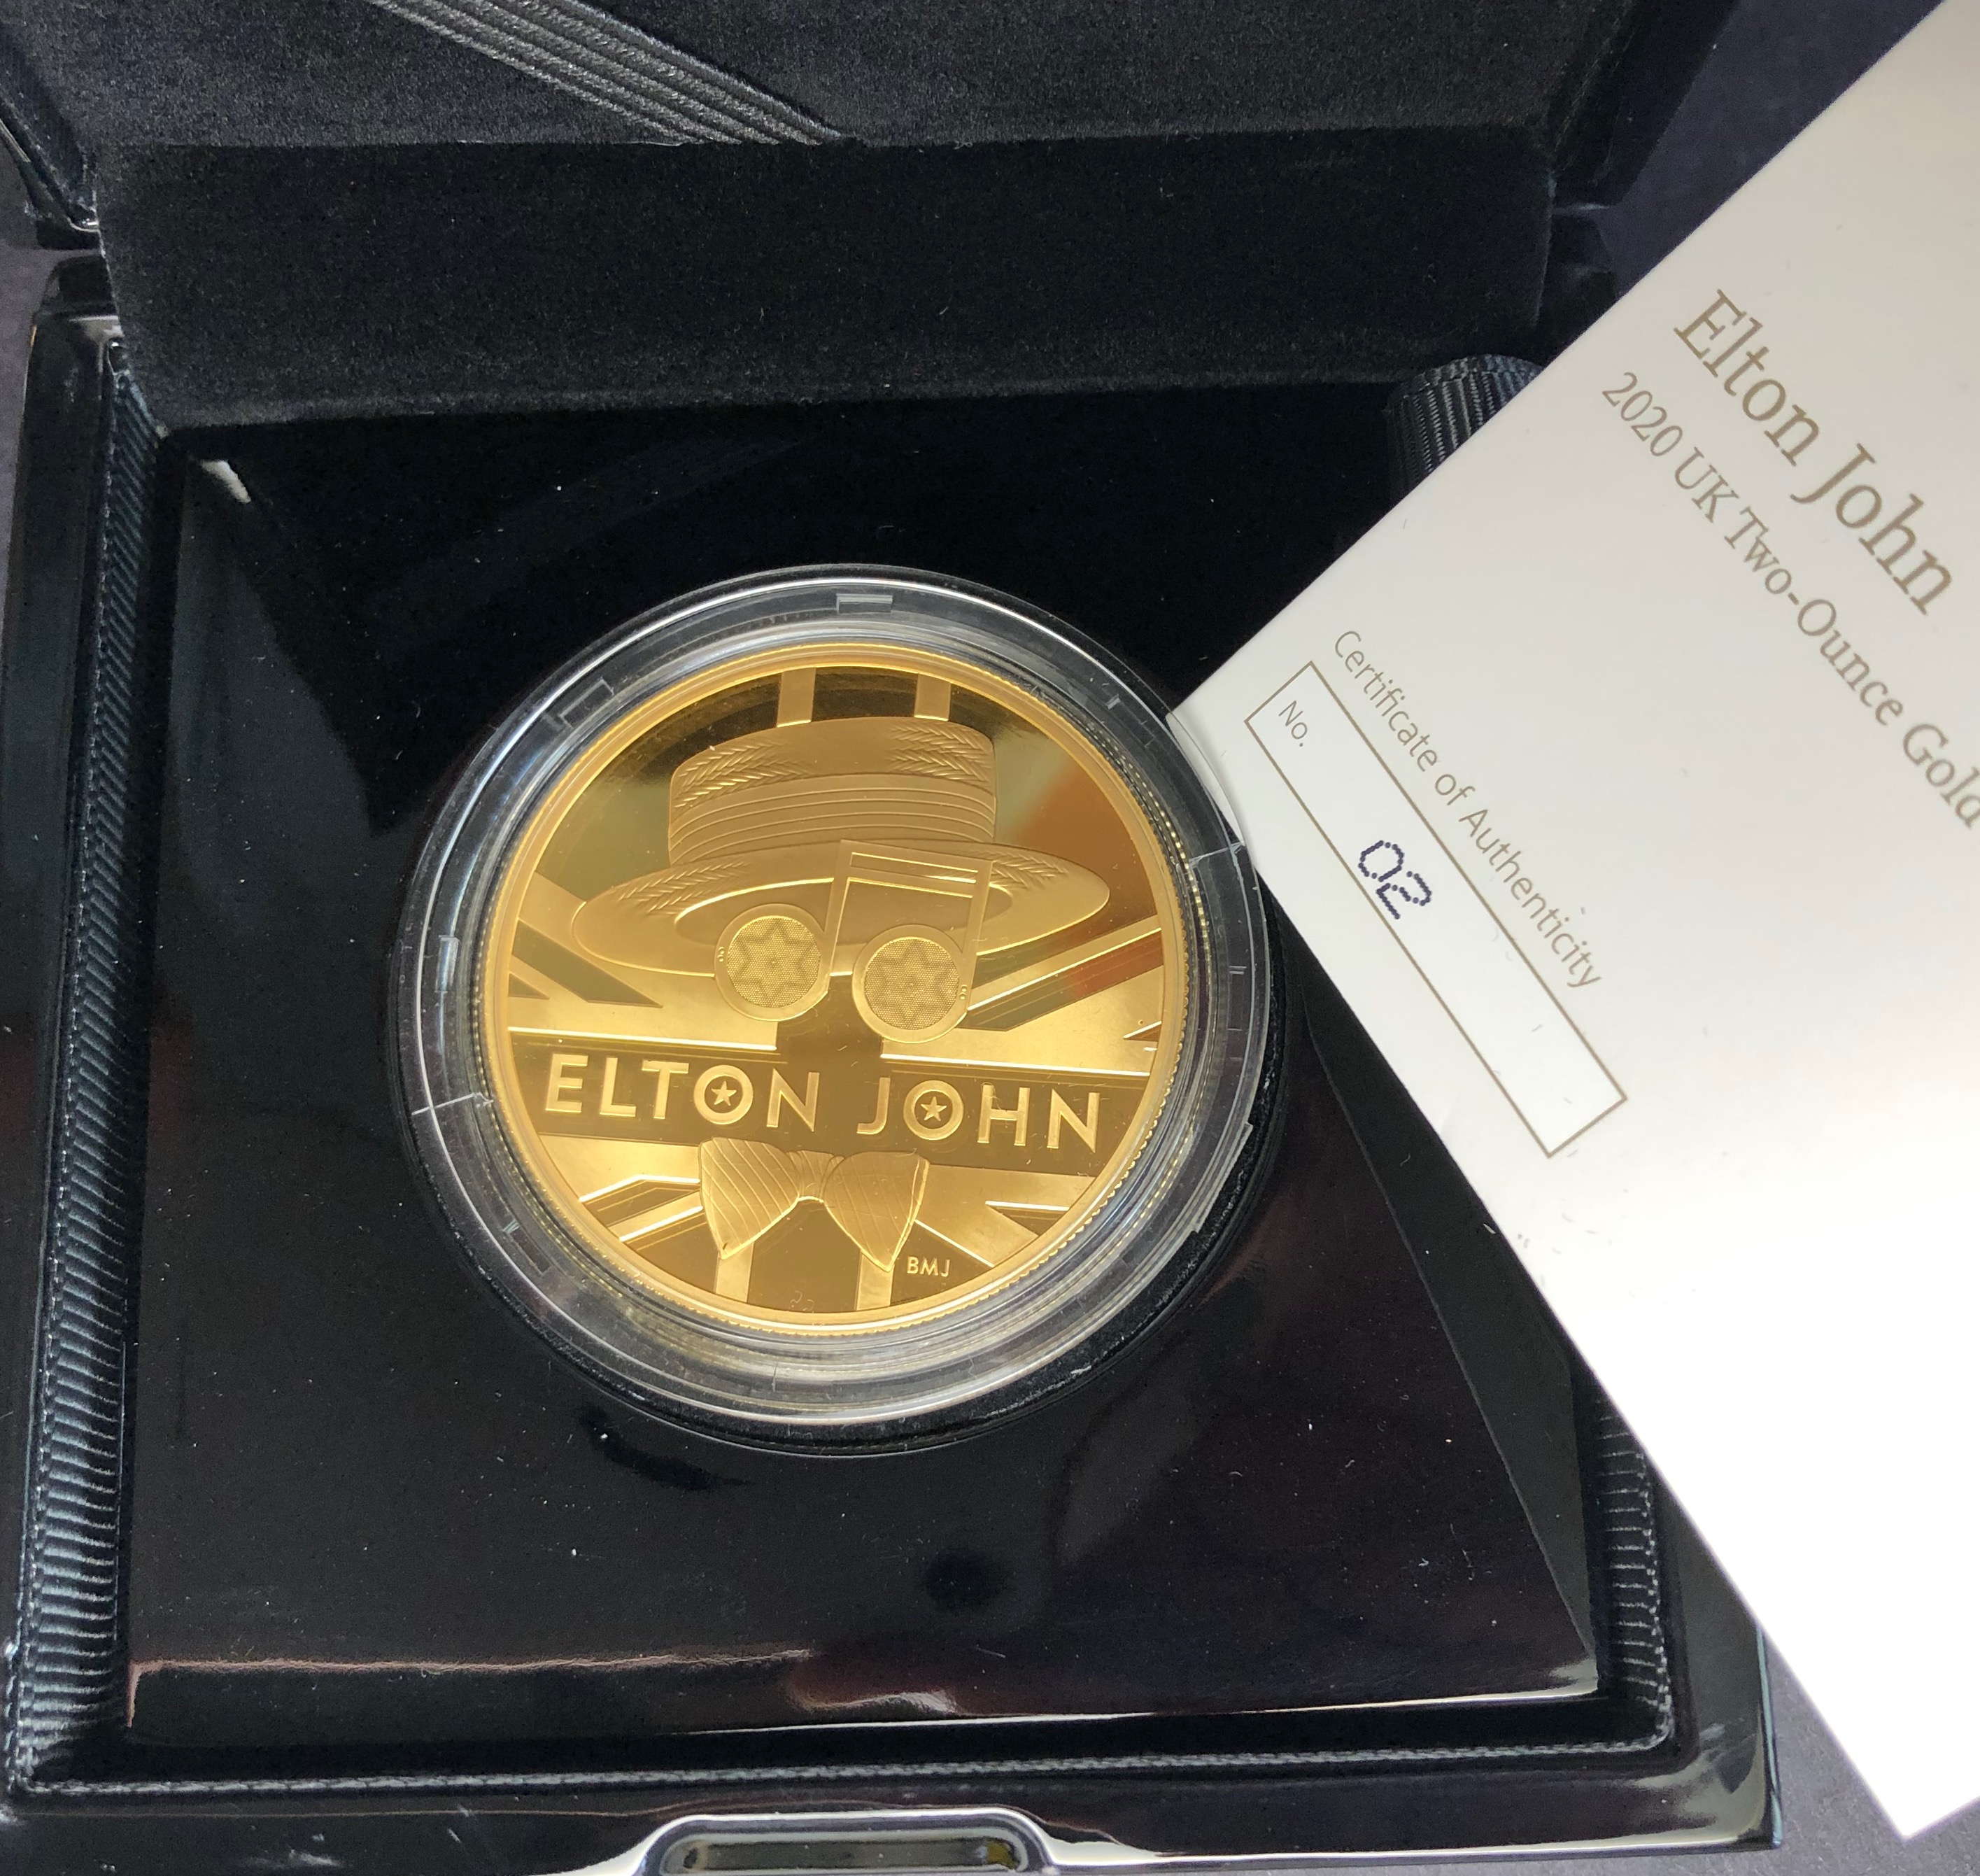 Elton John
2020 UK Two-Ounce Gold
Certificate of Authenticity
No.
02
ELTON JOHN
BMJ